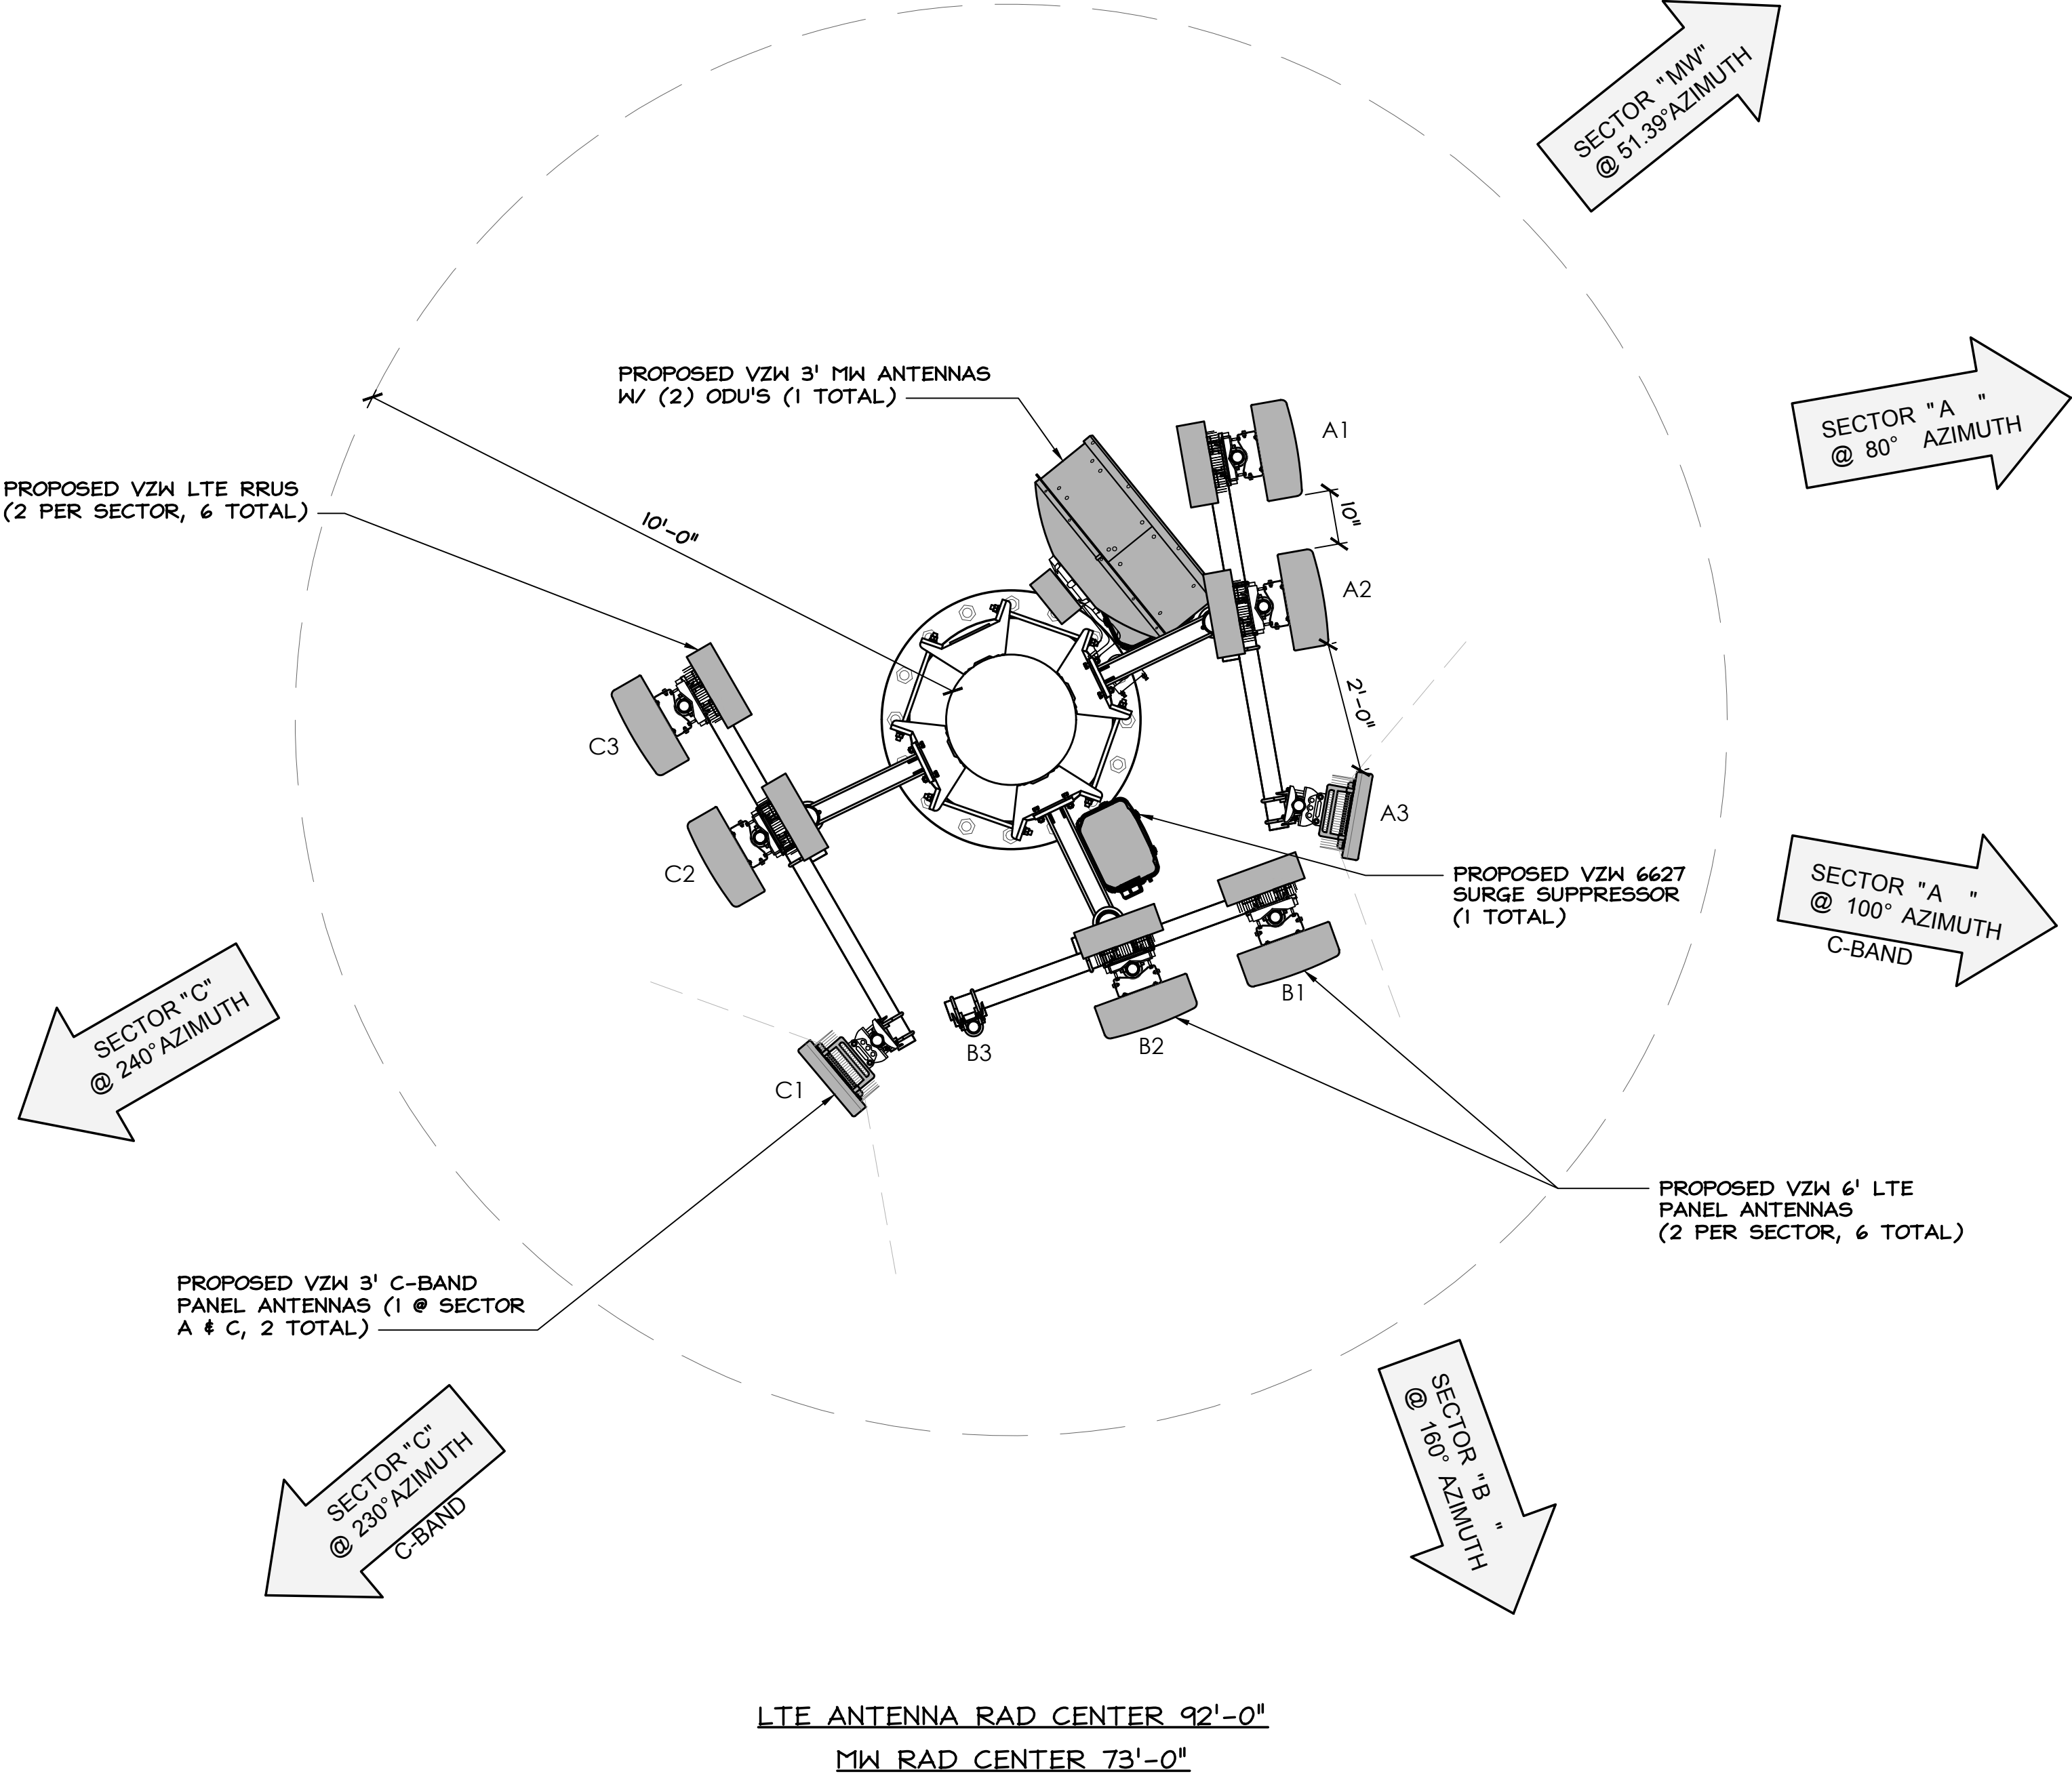 SECTOR "MW"
@ 51.39° AZIMUTH
SECTOR "A   "
@ 80° AZIMUTH
PROPOSED VZW 3' MW ANTENNAS
W/ (2) ODU'S (1 TOTAL)
A1
10"
PROPOSED VZW LTE RRUS
(2 PER SECTOR, 6 TOTAL)
10'-0"
A2
2'-0"
C3
A3
C2
PROPOSED VZW 6627
SURGE SUPPRESSOR
(1 TOTAL)
SECTOR "A   "
@ 100° AZIMUTH
C-BAND
B1
B2
B3
C1
SECTOR "C"
@ 240° AZIMUTH
PROPOSED VZW 6' LTE
PANEL ANTENNAS
(2 PER SECTOR, 6 TOTAL)
PROPOSED VZW 3' C-BAND
PANEL ANTENNAS (1 @ SECTOR
A & C, 2 TOTAL)
SECTOR "C"
@ 230° AZIMUTH
C-BAND
SECTOR "B   "
@ 160° AZIMUTH
LTE ANTENNA RAD CENTER 92'-0"
MW RAD CENTER 73'-0"